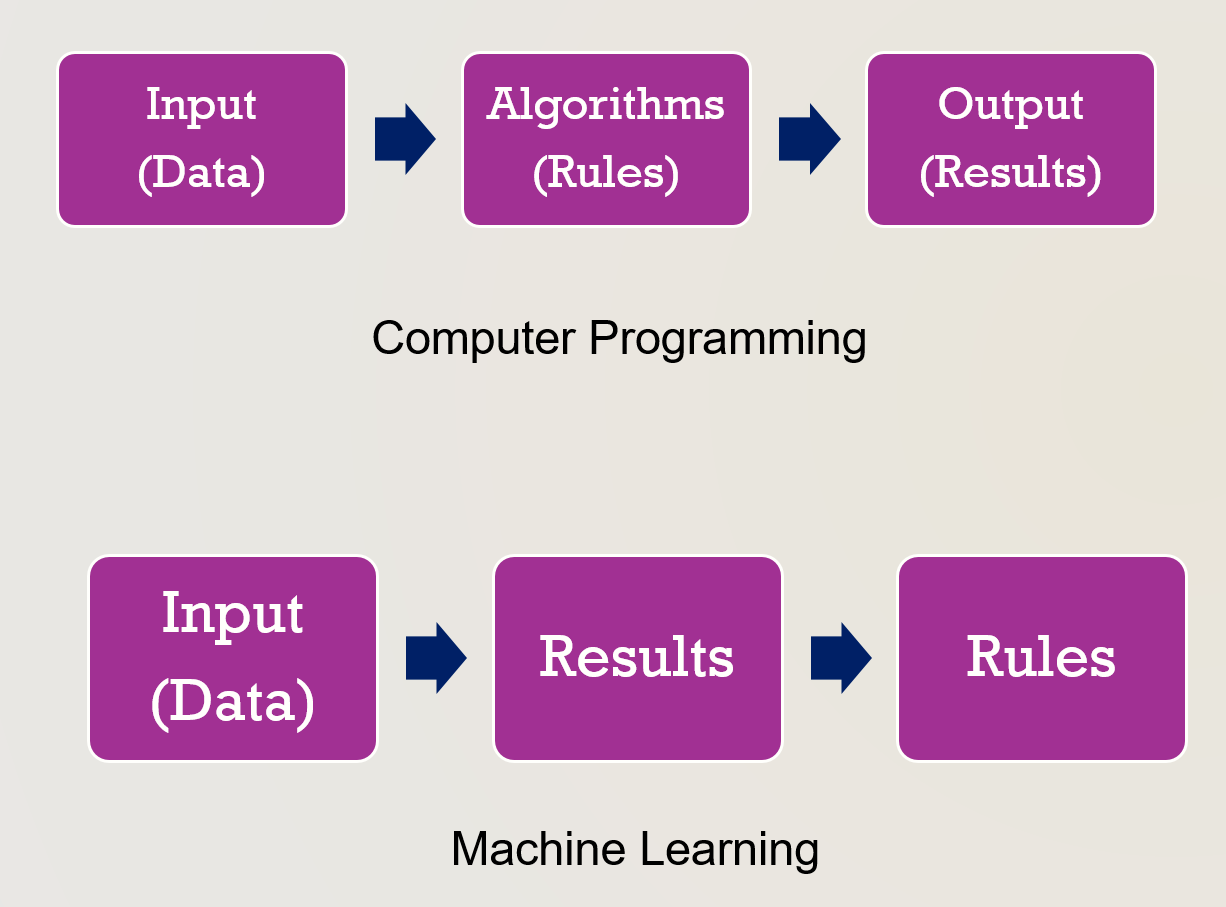 Input
(Data)
Algorithms
(Rules)
Output
(Results)
Computer Programming
Input
(Data)
Results
Rules
Machine Learning